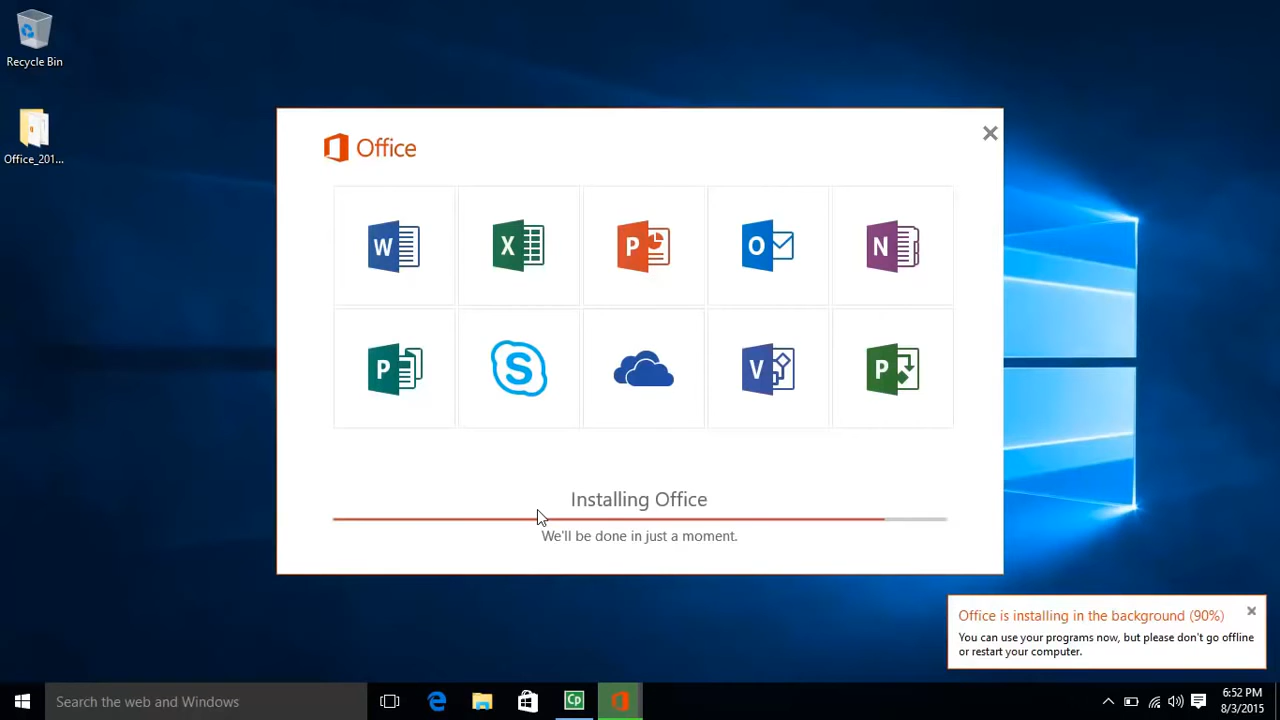 Recycle Bin
Office_201...
Office
W
X
P
O
N
P
S
V
P
Installing Office
We'll be done in just a moment.
Office is installing in the background (90%)
You can use your programs now, but please don't go offline
or restart your computer.
Search the web and Windows
Cp
6:52 PM
8/3/2015